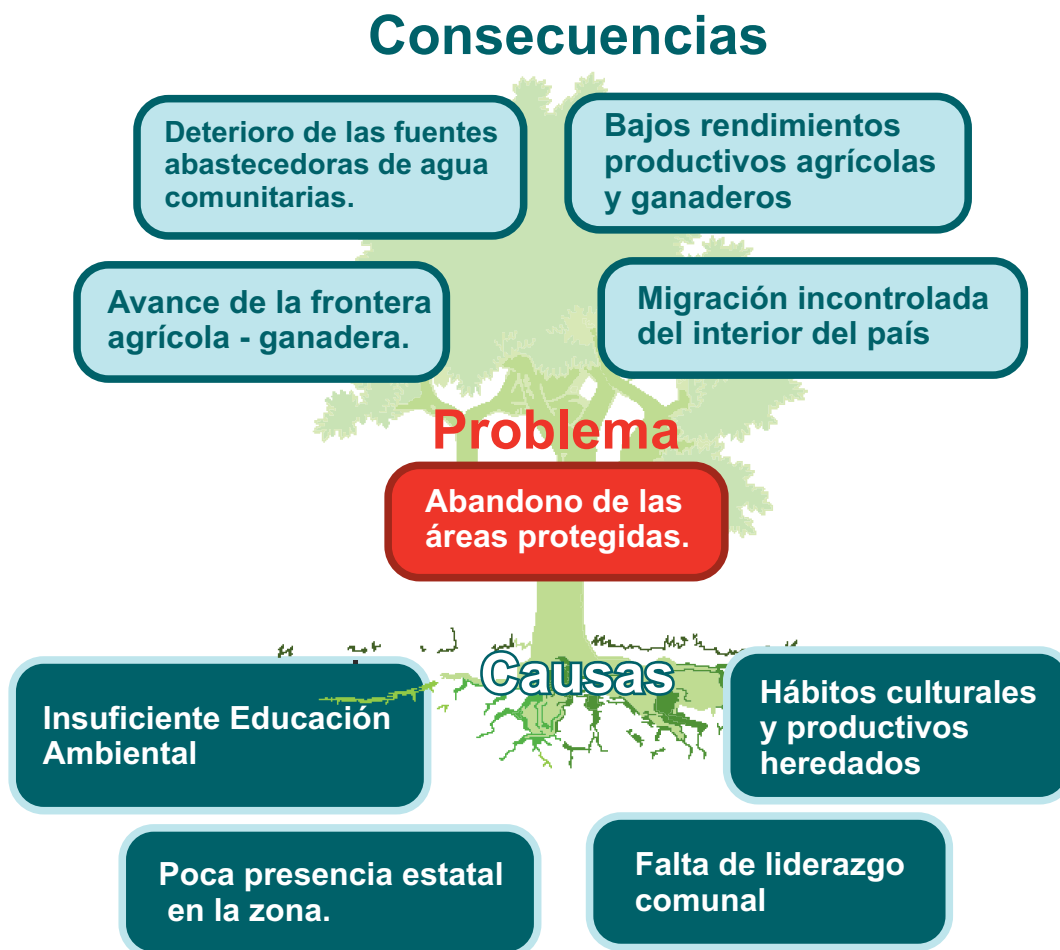 Consecuencias
Deterioro de las fuentes
abastecedoras de agua
comunitarias.
Bajos rendimientos
productivos agrícolas
y ganaderos
Avance de la frontera
agrícola - ganadera.
Migración incontrolada
del interior del país
Problema
Abandono de las
áreas protegidas.
Causas
Insuficiente Educación
Ambiental
Hábitos culturales
y productivos
heredados
Poca presencia estatal
en la zona.
Falta de liderazgo
comunal